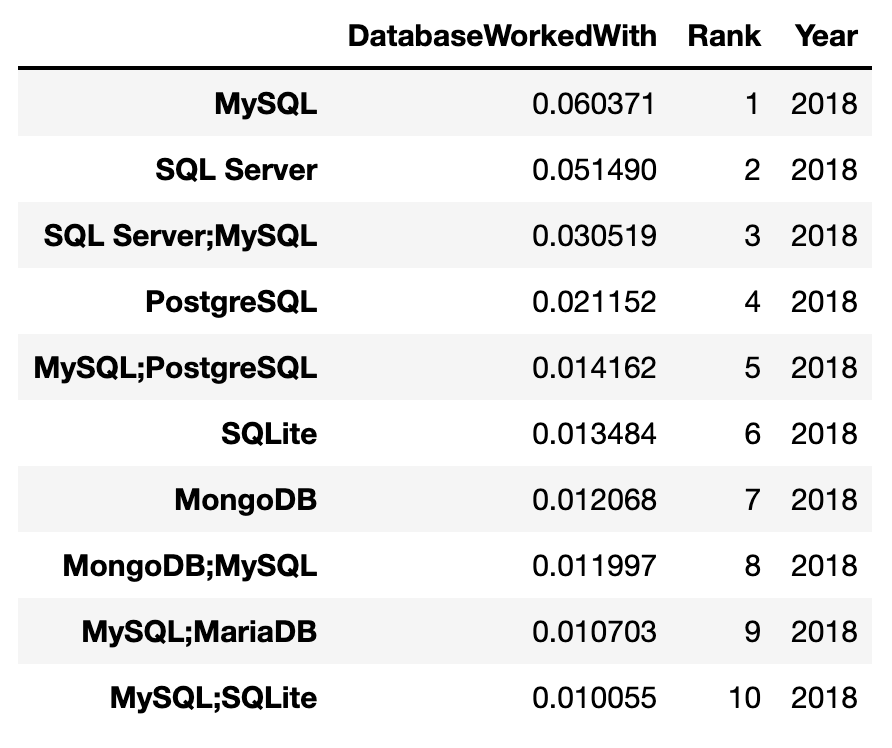 DatabaseWorkedWith Rank Year
MySQL 0.060371 1 2018
SQL Server 0.051490 2 2018
SQL Server;MySQL 0.030519 3 2018
PostgreSQL 0.021152 4 2018
MySQL;PostgreSQL 0.014162 5 2018
SQLite 0.013484 6 2018
MongoDB 0.012068 7 2018
MongoDB;MySQL 0.011997 8 2018
MySQL;MariaDB 0.010703 9 2018
MySQL;SQLite 0.010055 10 2018